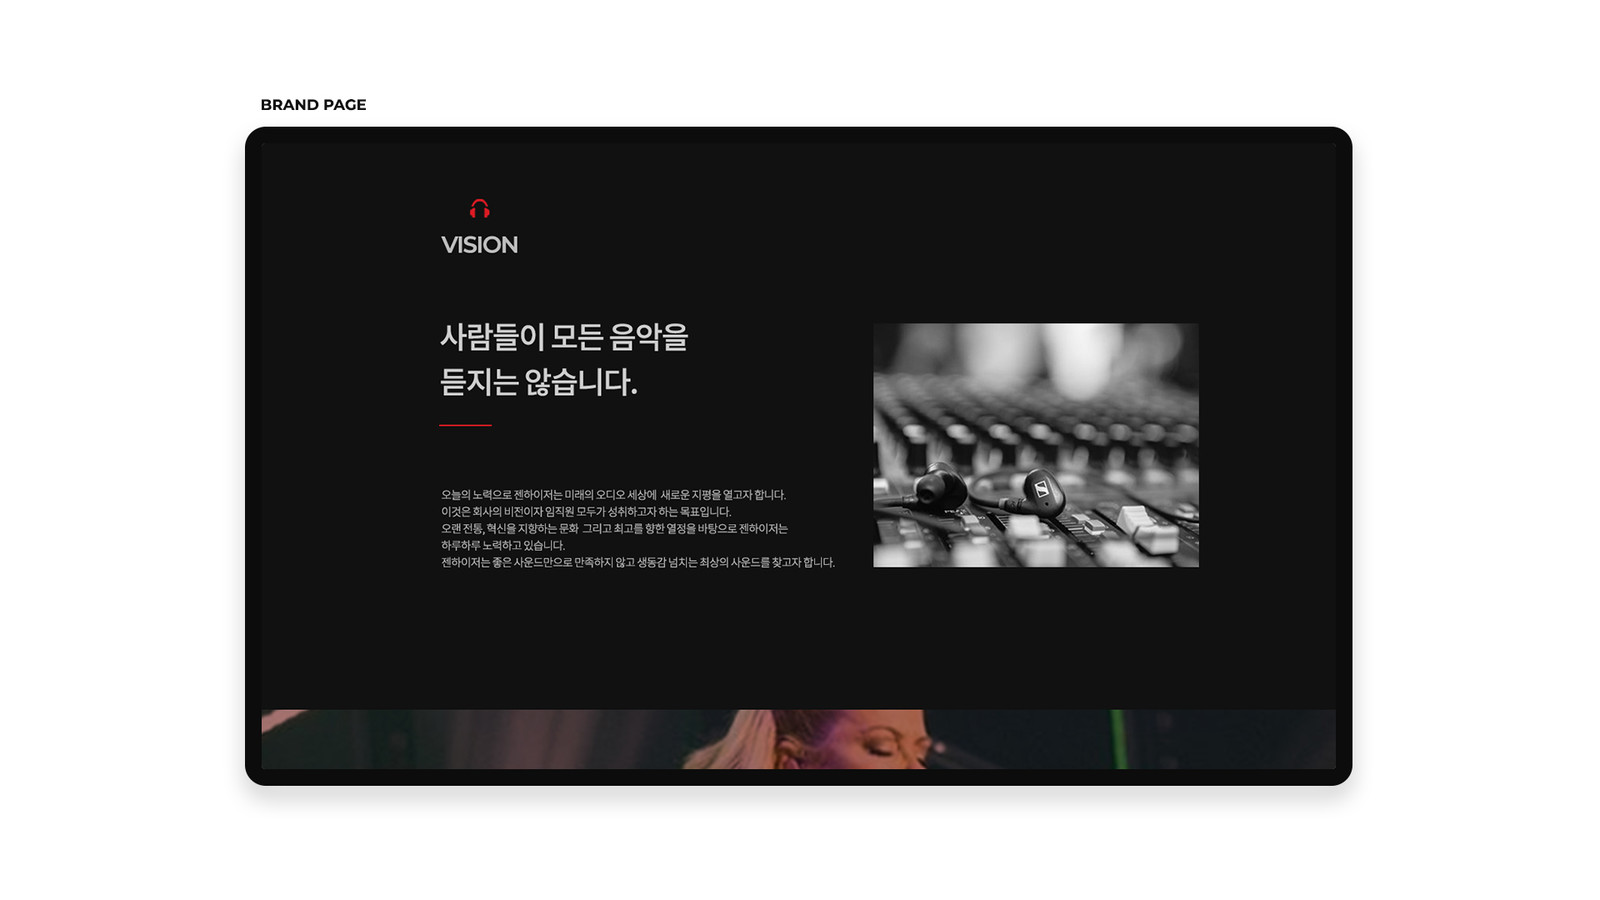 BRAND PAGE
VISION
사람들이 모든 음악을
듣지는 않습니다.
오늘의 노력으로 젠하이저는 미래의 오디오 세상에 새로운 지평을 열고자 합니다.
이것은 회사의 비전이자 임직원 모두가 성취하고자 하는 목표입니다.
오랜 전통, 혁신을 지향하는 문화 그리고 최고를 향한 열정을 바탕으로 젠하이저는
하루하루 노력하고 있습니다.
젠하이저는 좋은 사운드만으로 만족하지 않고 생동감 넘치는 최상의 사운드를 찾고자 합니다.